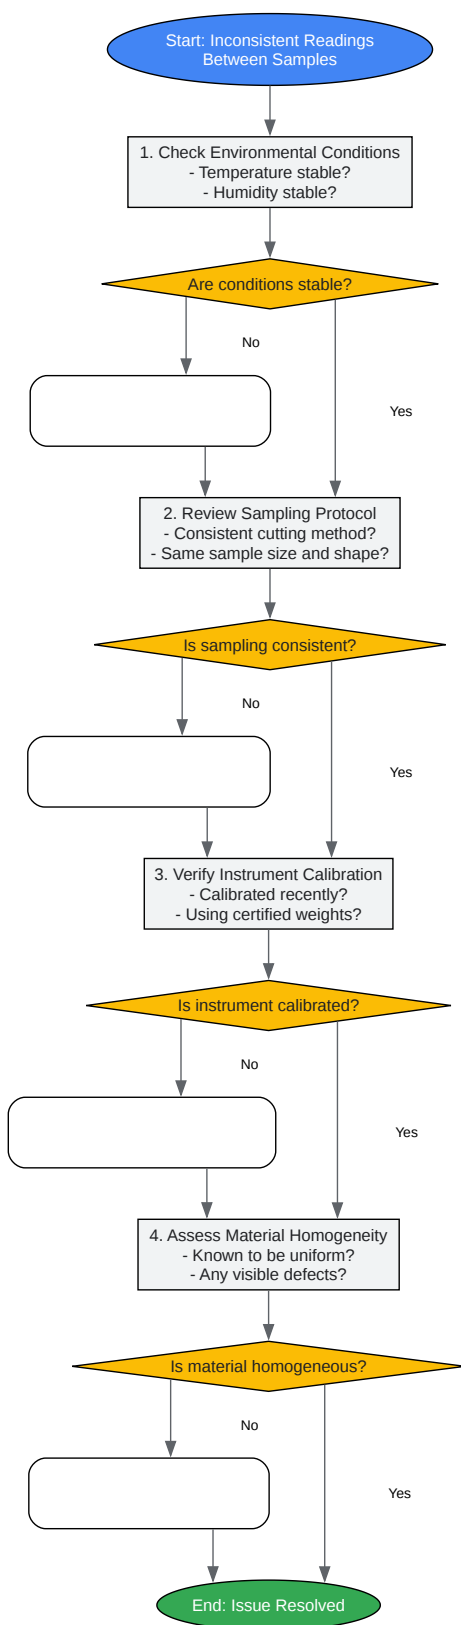 Start: Inconsistent Readings
Between Samples
1. Check Environmental Conditions
- Temperature stable?
- Humidity stable?
Are conditions stable?
No
Yes
2. Review Sampling Protocol
- Consistent cutting method?
- Same sample size and shape?
Is sampling consistent?
No
Yes
3. Verify Instrument Calibration
- Calibrated recently?
- Using certified weights?
Is instrument calibrated?
No
Yes
4. Assess Material Homogeneity
- Known to be uniform?
- Any visible defects?
Is material homogeneous?
No
Yes
End: Issue Resolved